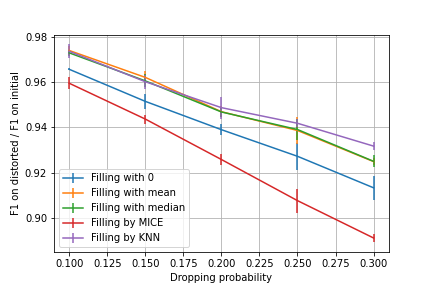 0.98
0.96
0.94
0.92
0.90
F1 on distorted / F1 on initial
Filling with 0
Filling with mean
Filling with median
Filling by MICE
Filling by KNN
0.100 0.125 0.150 0.175 0.200 0.225 0.250 0.275 0.300
Dropping probability